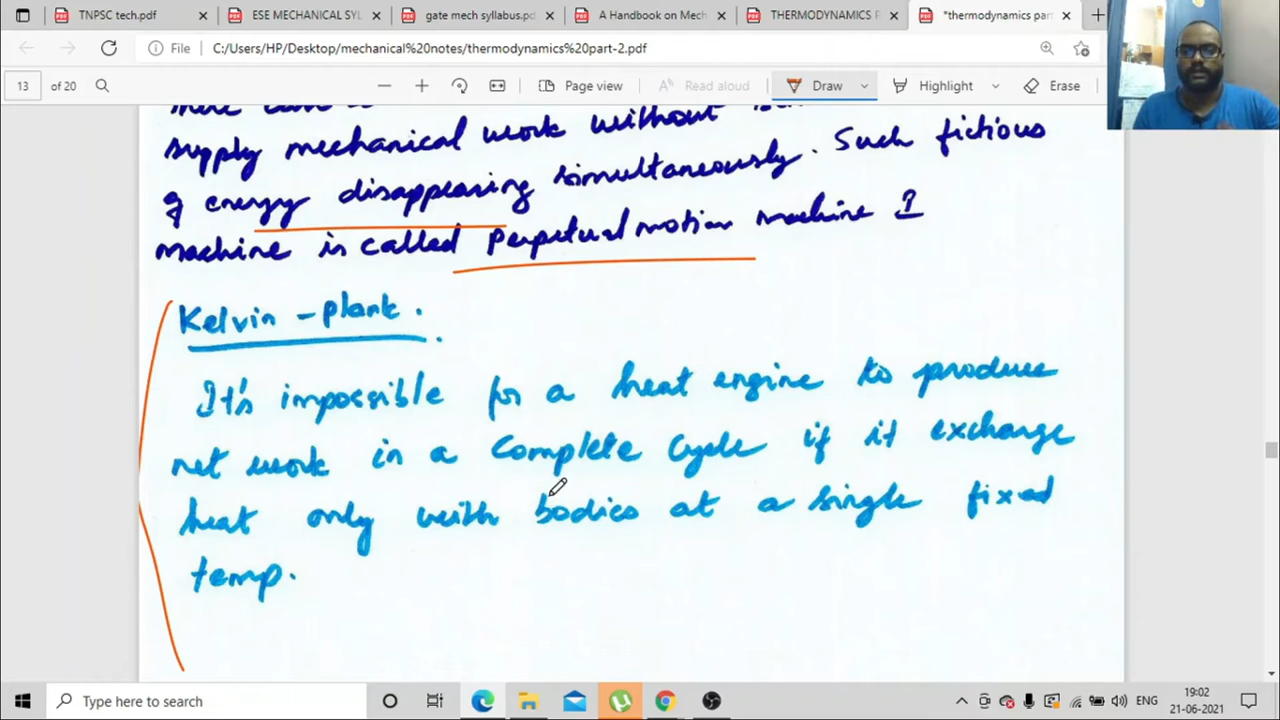 TNPSC tech.pdf
ESE MECHANICAL SYL
gate mech syllabus.pd
A Handbook on Mech
THERMODYNAMICS P
*thermodynamics par
File C:/Users/HP/Desktop/mechanical%20notes/thermodynamics%20part-2.pdf
13 of 20
Page view
Read aloud
Draw
Highlight
Erase
supply mechanical work without
of energy disappearing simultaneously. Such fictious
machine is called Perpetual motion machine I
Kelvin - plank.
It's impossible for a heat engine to produce
net work in a complete cycle if it exchange
heat only with bodies at a single fixed
temp.
Type here to search
ENG
19:02
21-06-2021